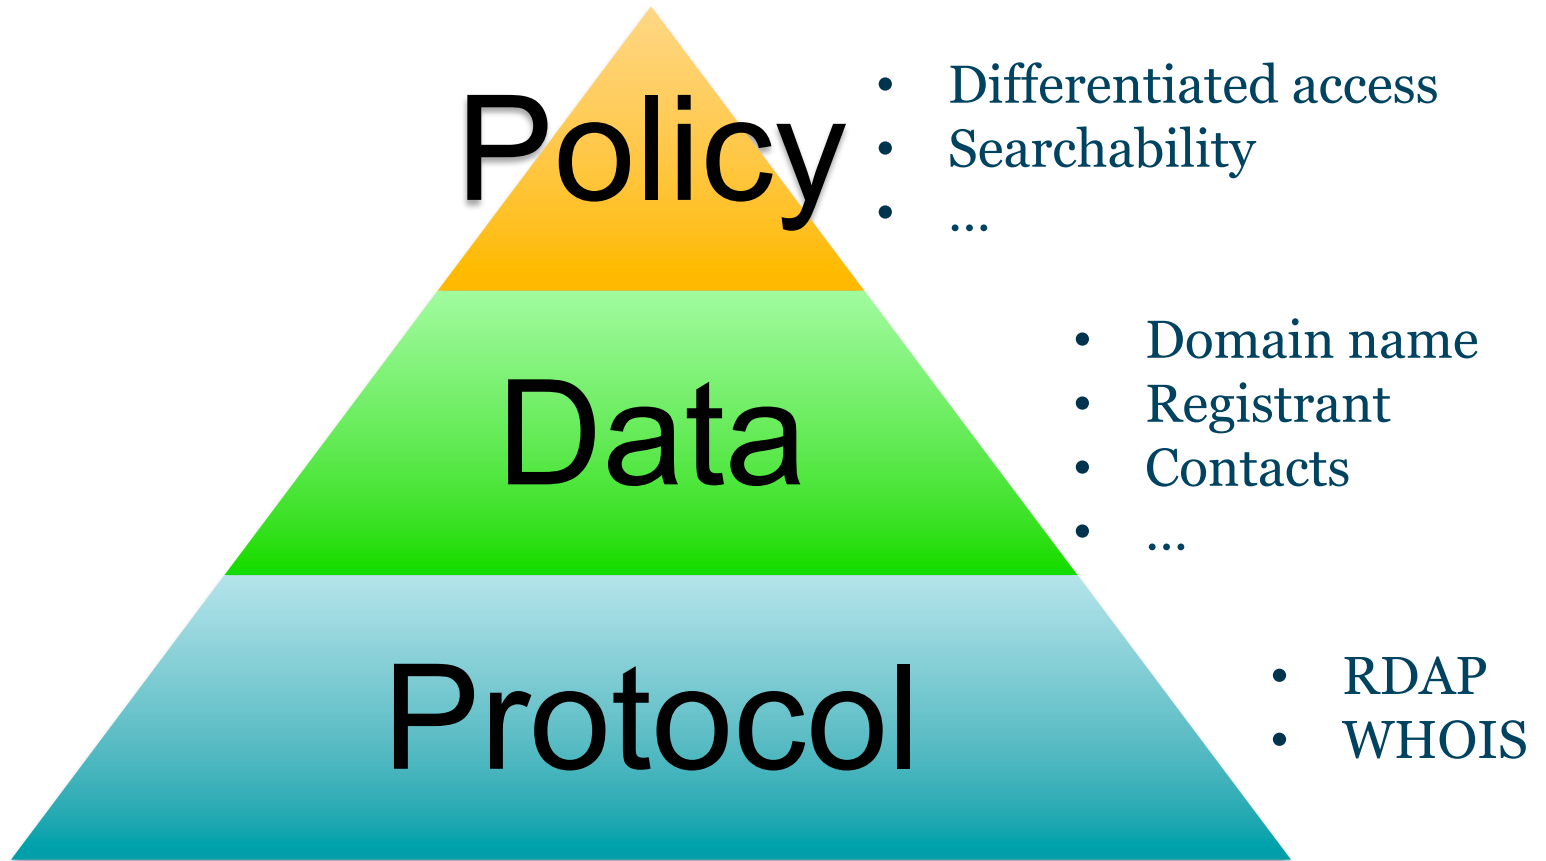 Policy
• Differentiated access
• Searchability
• ...
Data
• Domain name
• Registrant
• Contacts
• ...
Protocol
• RDAP
• WHOIS